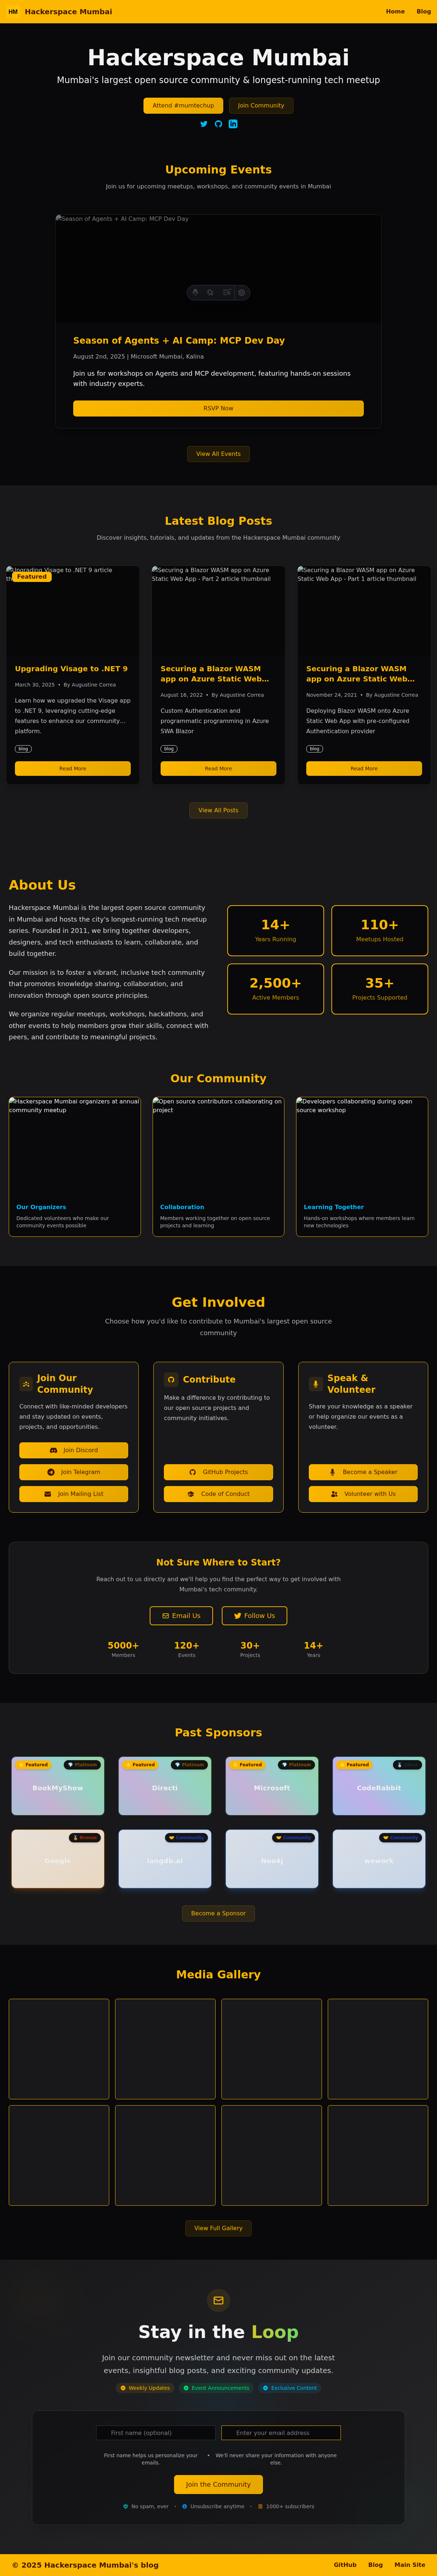 HM Hackerspace Mumbai Home Blog
Hackerspace Mumbai
Mumbai's largest open source community & longest-running tech meetup
Attend #mumtechup Join Community
Upcoming Events
Join us for upcoming meetups, workshops, and community events in Mumbai
Season of Agents + AI Camp: MCP Dev Day
Season of Agents + AI Camp: MCP Dev Day
August 2nd, 2025 | Microsoft Mumbai, Kalina
Join us for workshops on Agents and MCP development, featuring hands-on sessions
with industry experts.
RSVP Now
View All Events
Latest Blog Posts
Discover insights, tutorials, and updates from the Hackerspace Mumbai community
Upgrading Visage to .NET 9 article
Featured
Upgrading Visage to .NET 9
March 30, 2025 • By Augustine Correa
Learn how we upgraded the Visage app
to .NET 9, leveraging cutting-edge
features to enhance our community...
platform.
blog
Read More
Securing a Blazor WASM app on Azure
Static Web App - Part 2 article thumbnail
Securing a Blazor WASM
app on Azure Static Web...
August 16, 2022 • By Augustine Correa
Custom Authentication and
programmatic programming in Azure
SWA Blazor
blog
Read More
Securing a Blazor WASM app on Azure
Static Web App - Part 1 article thumbnail
Securing a Blazor WASM
app on Azure Static Web...
November 24, 2021 • By Augustine Correa
Deploying Blazor WASM onto Azure
Static Web App with pre-configured
Authentication provider
blog
Read More
View All Posts
About Us
Hackerspace Mumbai is the largest open source community
in Mumbai and hosts the city's longest-running tech meetup
series. Founded in 2011, we bring together developers,
designers, and tech enthusiasts to learn, collaborate, and
build together.
Our mission is to foster a vibrant, inclusive tech community
that promotes knowledge sharing, collaboration, and
innovation through open source principles.
We organize regular meetups, workshops, hackathons, and
other events to help members grow their skills, connect with
peers, and contribute to meaningful projects.
14+
Years Running
110+
Meetups Hosted
2,500+
Active Members
35+
Projects Supported
Our Community
Hackerspace Mumbai organizers at annual
community meetup
Our Organizers
Dedicated volunteers who make our
community events possible
Open source contributors collaborating on
project
Collaboration
Members working together on open source
projects and learning
Developers collaborating during open
source workshop
Learning Together
Hands-on workshops where members learn
new technologies
Get Involved
Choose how you'd like to contribute to Mumbai's largest open source
community
Join Our
Community
Connect with like-minded developers
and stay updated on events,
projects, and opportunities.
Join Discord
Join Telegram
Join Mailing List
Contribute
Make a difference by contributing to
our open source projects and
community initiatives.
GitHub Projects
Code of Conduct
Speak &
Volunteer
Share your knowledge as a speaker
or help organize our events as a
volunteer.
Become a Speaker
Volunteer with Us
Not Sure Where to Start?
Reach out to us directly and we'll help you find the perfect way to get involved with
Mumbai's tech community.
Email Us Follow Us
5000+ 120+ 30+ 14+
Members Events Projects Years
Past Sponsors
Featured Platinum
BookMyShow
Featured Platinum
Directi
Featured Platinum
Microsoft
Featured
CodeRabbit
Bronze
Google
Community
langdb.ai
Community
Neo4j
Community
wework
Become a Sponsor
Media Gallery
View Full Gallery
Stay in the Loop
Join our community newsletter and never miss out on the latest
events, insightful blog posts, and exciting community updates.
Weekly Updates Event Announcements Exclusive Content
First name (optional) Enter your email address
First name helps us personalize your
emails.
• We'll never share your information with anyone
else.
Join the Community
No spam, ever • Unsubscribe anytime • 1000+ subscribers
© 2025 Hackerspace Mumbai's blog GitHub Blog Main Site